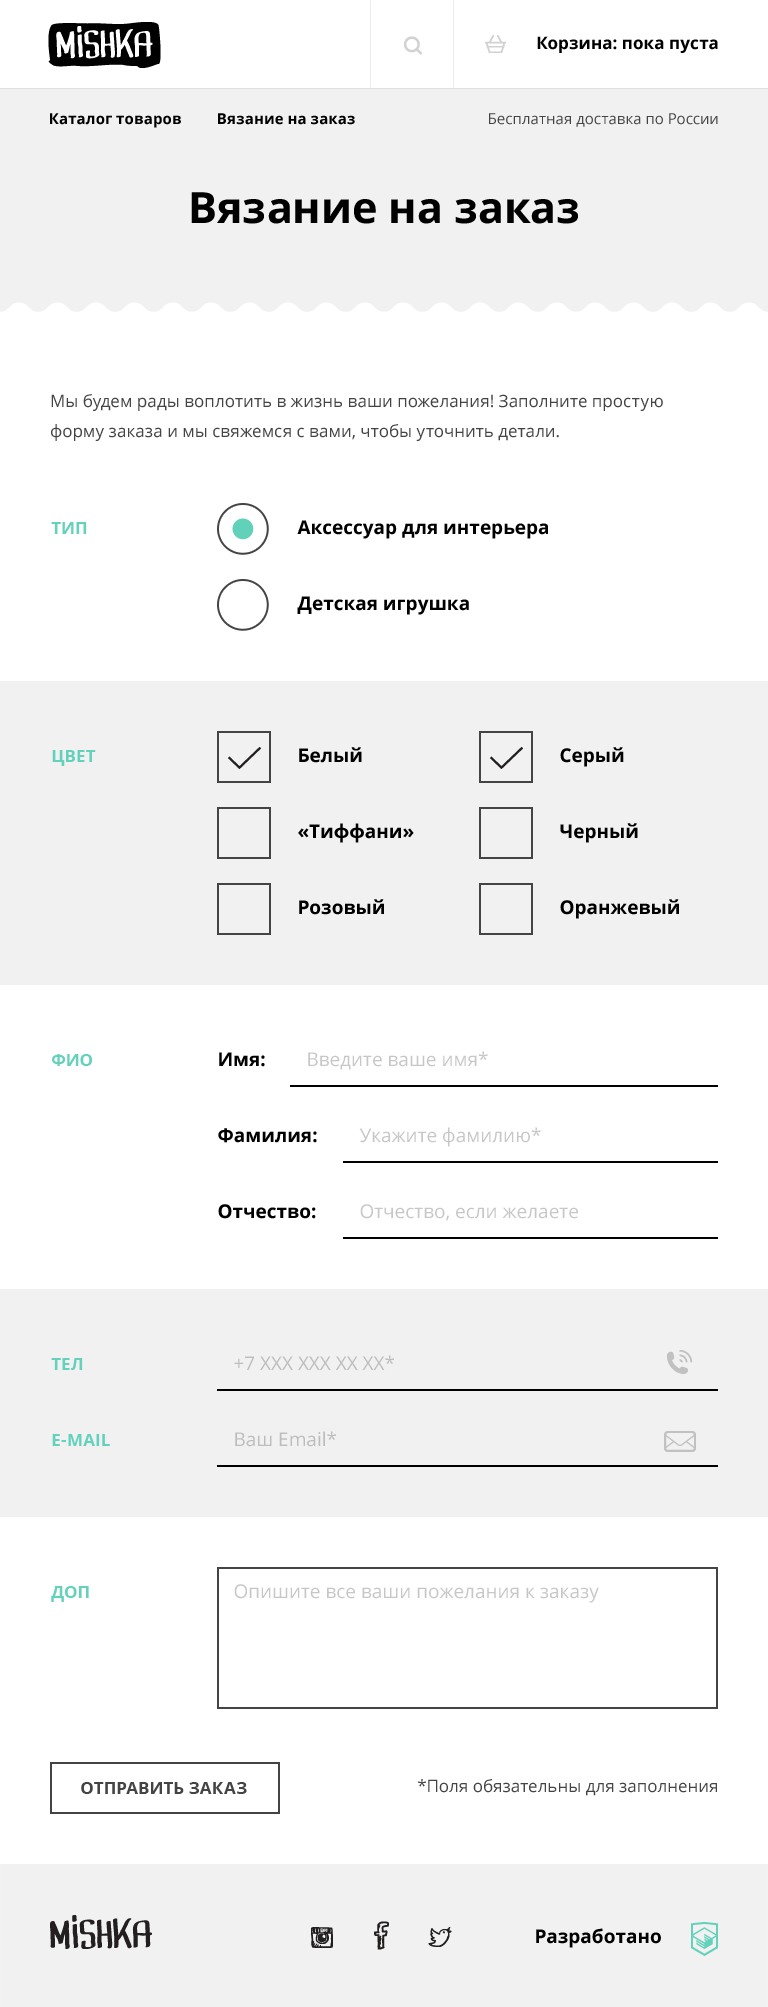 MiSHKA
Корзина: пока пуста
Каталог товаров
Вязание на заказ
Бесплатная доставка по России
Вязание на заказ
Мы будем рады воплотить в жизнь ваши пожелания! Заполните простую
форму заказа и мы свяжемся с вами, чтобы уточнить детали.
ТИП
Аксессуар для интерьера
Детская игрушка
ЦВЕТ
Белый
Серый
«Тиффани»
Черный
Розовый
Оранжевый
ФИО
Имя:
Введите ваше имя*
Фамилия:
Укажите фамилию*
Отчество:
Отчество, если желаете
ТЕЛ
+7 XXX XXX XX XX*
E-MAIL
Ваш Email*
ДОП
Опишите все ваши пожелания к заказу
ОТПРАВИТЬ ЗАКАЗ
*Поля обязательны для заполнения
MiSHKA
Разработано